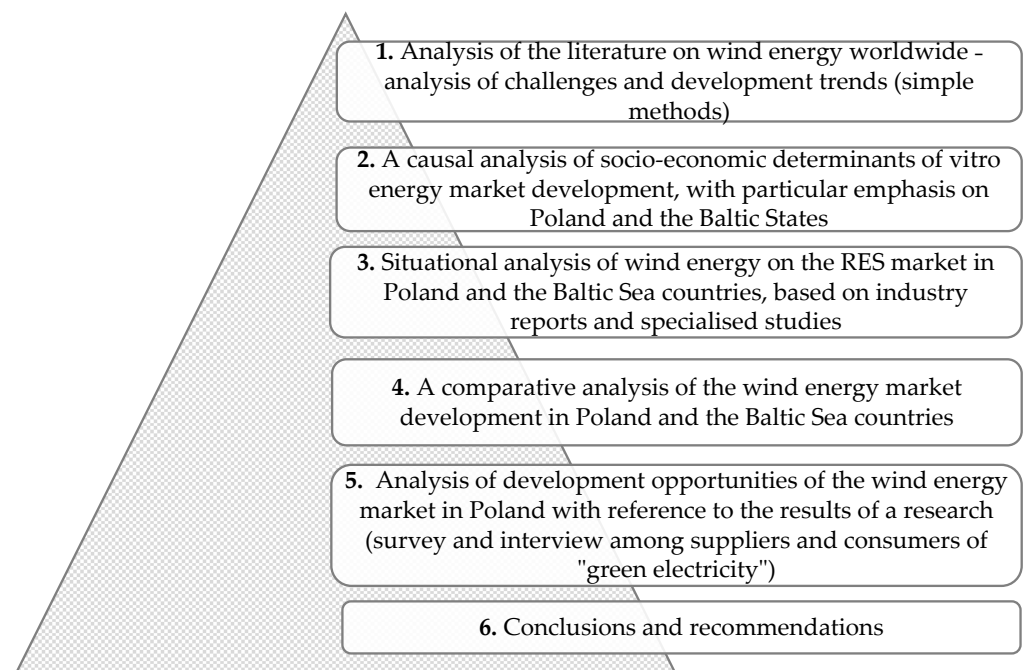 1. Analysis of the literature on wind energy worldwide -
analysis of challenges and development trends (simple
methods)
2. A causal analysis of socio-economic determinants of vitro
energy market development, with particular emphasis on
Poland and the Baltic States
3. Situational analysis of wind energy on the RES market in
Poland and the Baltic Sea countries, based on industry
reports and specialised studies
4. A comparative analysis of the wind energy market
development in Poland and the Baltic Sea countries
5. Analysis of development opportunities of the wind energy
market in Poland with reference to the results of a research
(survey and interview among suppliers and consumers of
"green electricity")
6. Conclusions and recommendations